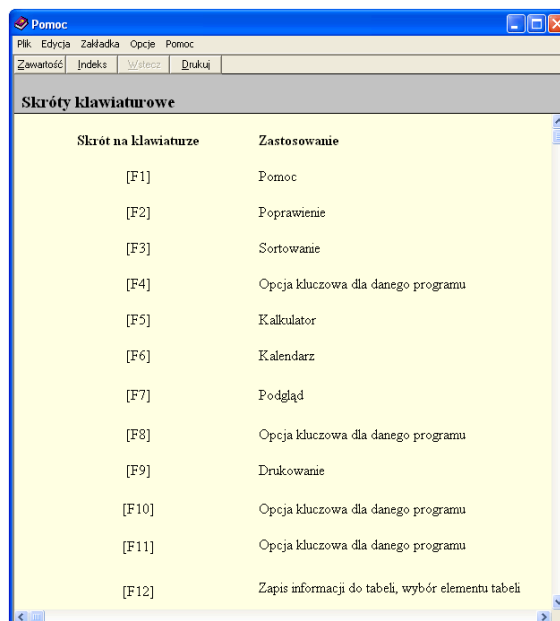 Pomoc
Plik Edycja Zakładka Opcje Pomoc
Zawartość Indeks Wstecz Drukuj
Skróty klawiaturowe
Skrót na klawiaturze Zastosowanie
[F1] Pomoc
[F2] Poprawienie
[F3] Sortowanie
[F4] Opcja kluczowa dla danego programu
[F5] Kalkulator
[F6] Kalendarz
[F7] Podgląd
[F8] Opcja kluczowa dla danego programu
[F9] Drukowanie
[F10] Opcja kluczowa dla danego programu
[F11] Opcja kluczowa dla danego programu
[F12] Zapis informacji do tabeli, wybór elementu tabeli